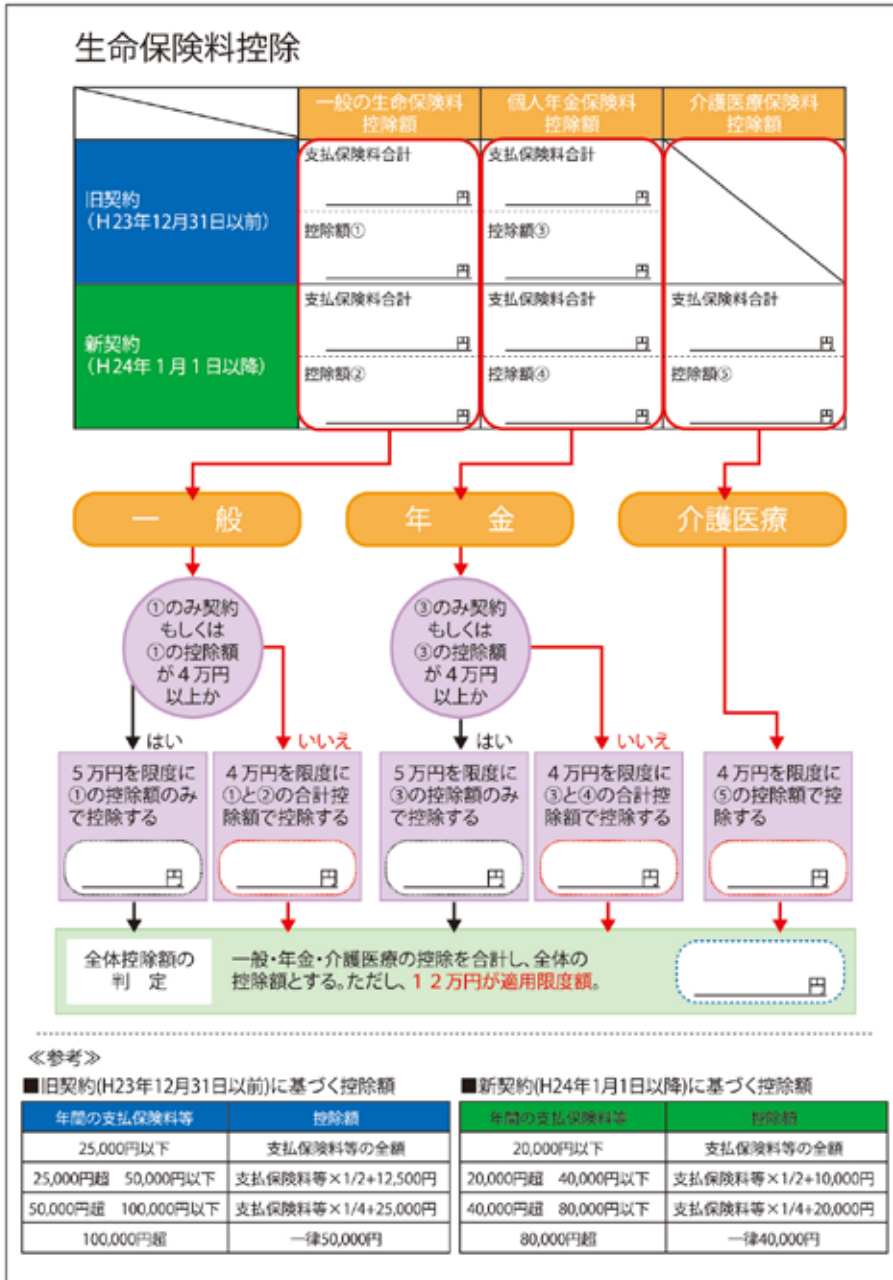 生命保険料控除
一般の生命保険料
控除額
個人年金保険料
控除額
介護医療保険料
控除額
旧契約
(H23年12月31日以前)
支払保険料合計
円
控除額①
円
支払保険料合計
円
控除額③
円
新契約
(H24年1月1日以降)
支払保険料合計
円
控除額②
円
支払保険料合計
円
控除額④
円
支払保険料合計
円
控除額⑤
円
一 般
年 金
介護医療
①のみ契約
もしくは
①の控除額
が4万円
以上か
③のみ契約
もしくは
③の控除額
が4万円
以上か
はい
いいえ
はい
いいえ
5万円を限度に
①の控除額のみ
で控除する
円
4万円を限度に
①と②の合計控
除額で控除する
円
5万円を限度に
③の控除額のみ
で控除する
円
4万円を限度に
③と④の合計控
除額で控除する
円
4万円を限度に
⑤の控除額で控
除する
円
全体控除額の
判 定
一般・年金・介護医療の控除を合計し、全体の
控除額とする。ただし、12万円が適用限度額。
円
≪参考≫
■旧契約(H23年12月31日以前)に基づく控除額
年間の支払保険料等 控除額
25,000円以下 支払保険料等の全額
25,000円超 50,000円以下 支払保険料等×1/2+12,500円
50,000円超 100,000円以下 支払保険料等×1/4+25,000円
100,000円超 一律50,000円
■新契約(H24年1月1日以降)に基づく控除額
年間の支払保険料等 控除額
20,000円以下 支払保険料等の全額
20,000円超 40,000円以下 支払保険料等×1/2+10,000円
40,000円超 80,000円以下 支払保険料等×1/4+20,000円
80,000円超 一律40,000円